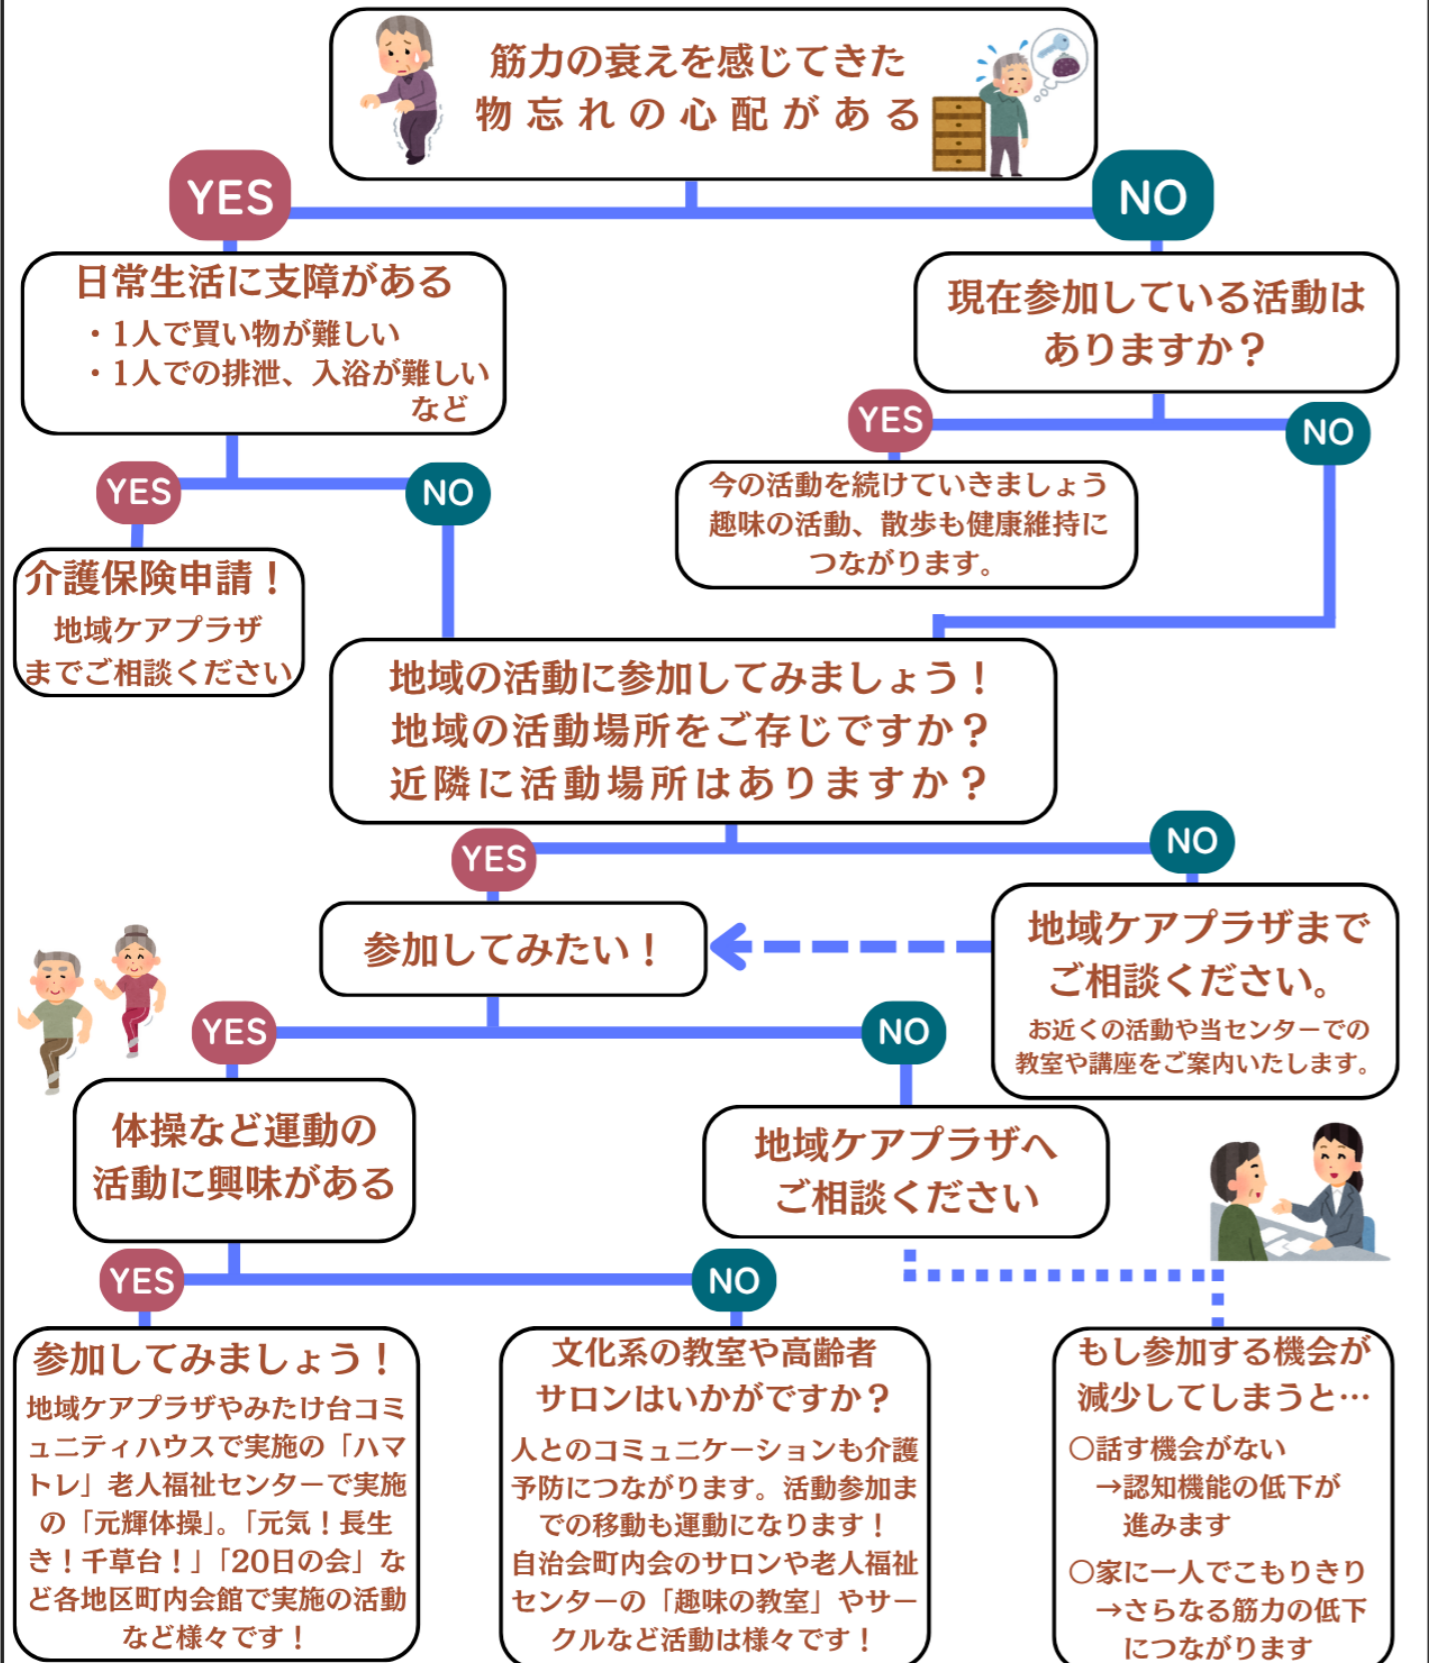 筋力の衰えを感じてきた
物忘れの心配がある
YES
NO
日常生活に支障がある
・1人で買い物が難しい
・1人での排泄、入浴が難しい
など
現在参加している活動は
ありますか？
YES
NO
YES
NO
今の活動を続けていきましょう
趣味の活動、散歩も健康維持に
つながります。
介護保険申請！
地域ケアプラザ
までご相談ください
地域の活動に参加してみましょう！
地域の活動場所をご存じですか？
近隣に活動場所はありますか？
YES
NO
参加してみたい！
地域ケアプラザまで
ご相談ください。
お近くの活動や当センターでの
教室や講座をご案内いたします。
YES
NO
体操など運動の
活動に興味がある
地域ケアプラザへ
ご相談ください
YES
NO
参加してみましょう！
地域ケアプラザやみたけ台コミ
ュニティハウスで実施の「ハマ
トレ」老人福祉センターで実施
の「元輝体操」。「元気！長生
き！千草台！」「20日の会」な
ど各地区町内会館で実施の活動
など様々です！
文化系の教室や高齢者
サロンはいかがですか？
人とのコミュニケーションも介護
予防につながります。活動参加ま
での移動も運動になります！
自治会町内会のサロンや老人福祉
センターの「趣味の教室」やサー
クルなど活動は様々です！
もし参加する機会が
減少してしまうと…
○話す機会がない
→認知機能の低下が
進みます
○家に一人でこもりきり
→さらなる筋力の低下
につながります